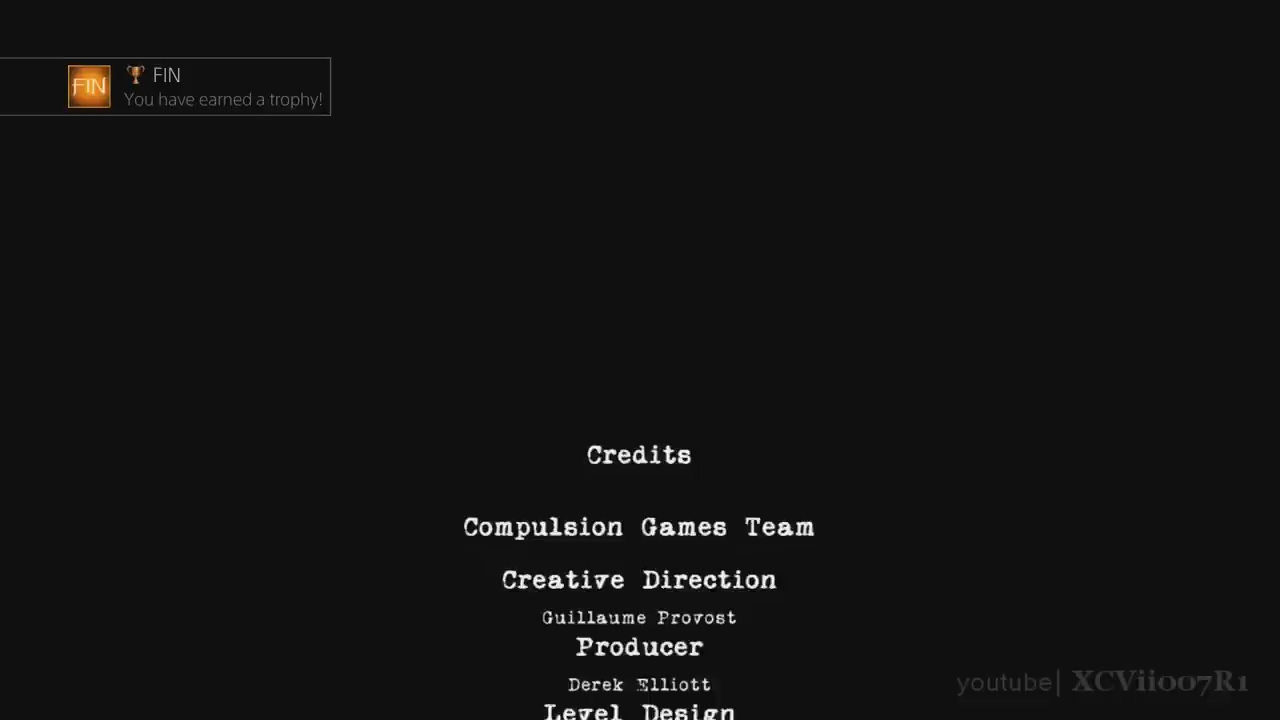 FIN
FIN
You have earned a trophy!
Credits
Compulsion Games Team
Creative Direction
Guillaume Provost
Producer
Derek Elliott
Level Design
youtube| XCVii007R1